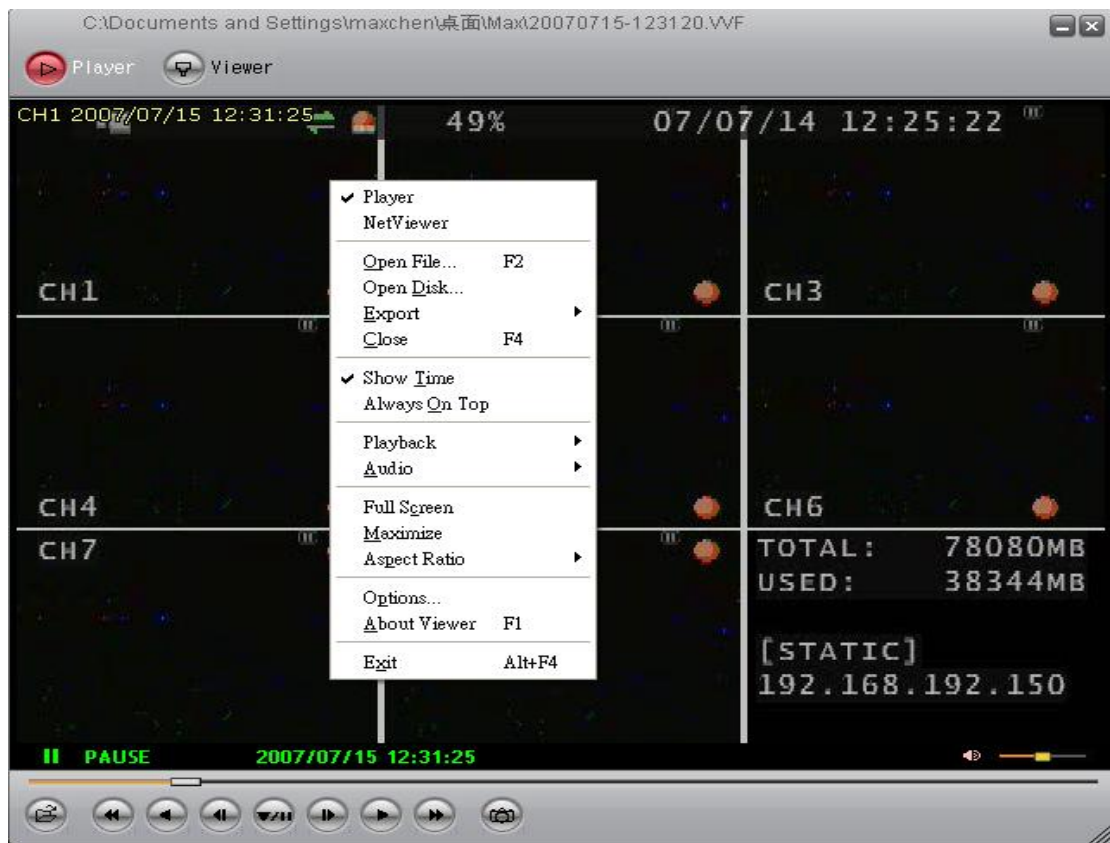 C:\Documents and Settings\maxchen\桌面\Max\20070715-123120.VVF
Player Viewer
CH1 2007/07/15 12:31:25 49% 07/07/14 12:25:22
Player
NetViewer
Open File... F2
Open Disk...
Export
Close F4
Show Time
Always On Top
Playback
Audio
Full Screen
Maximize
Aspect Ratio
Options...
About Viewer F1
Exit Alt+F4
CH1 CH3
CH4 CH6
CH7
TOTAL: 78080MB
USED: 38344MB
[STATIC]
192.168.192.150
PAUSE 2007/07/15 12:31:25